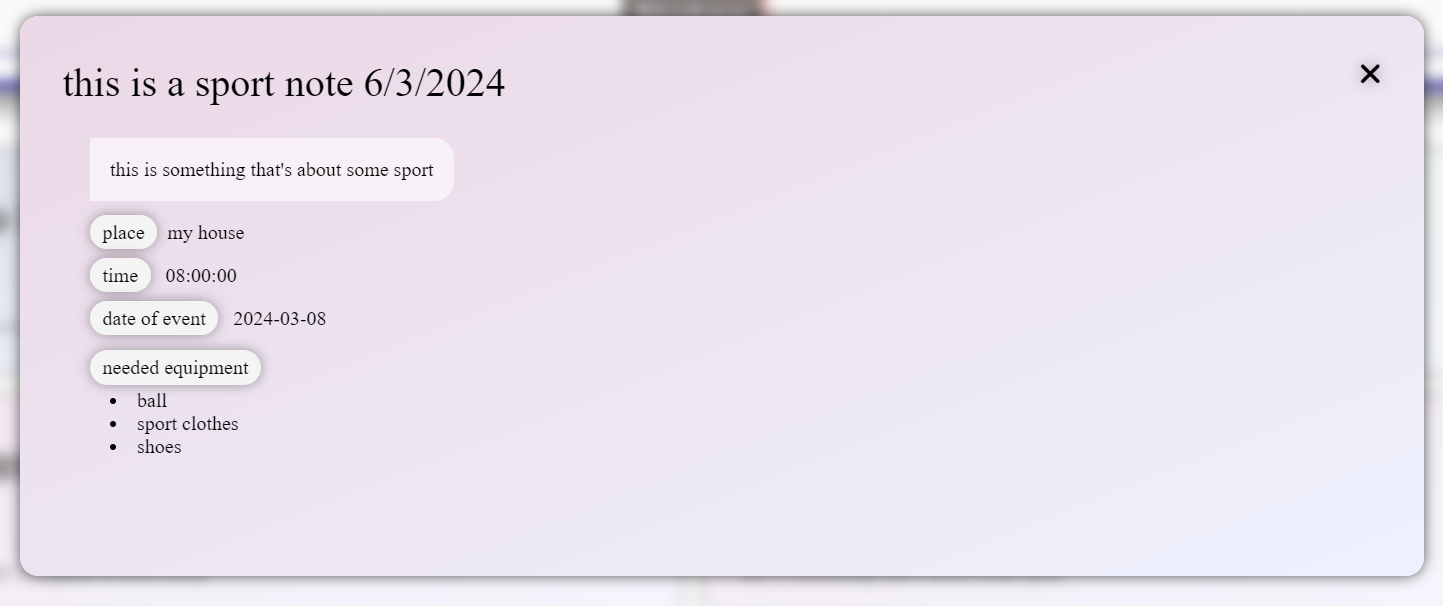 this is a sport note 6/3/2024
this is something that's about some sport
place my house
time 08:00:00
date of event 2024-03-08
needed equipment
ball
sport clothes
shoes